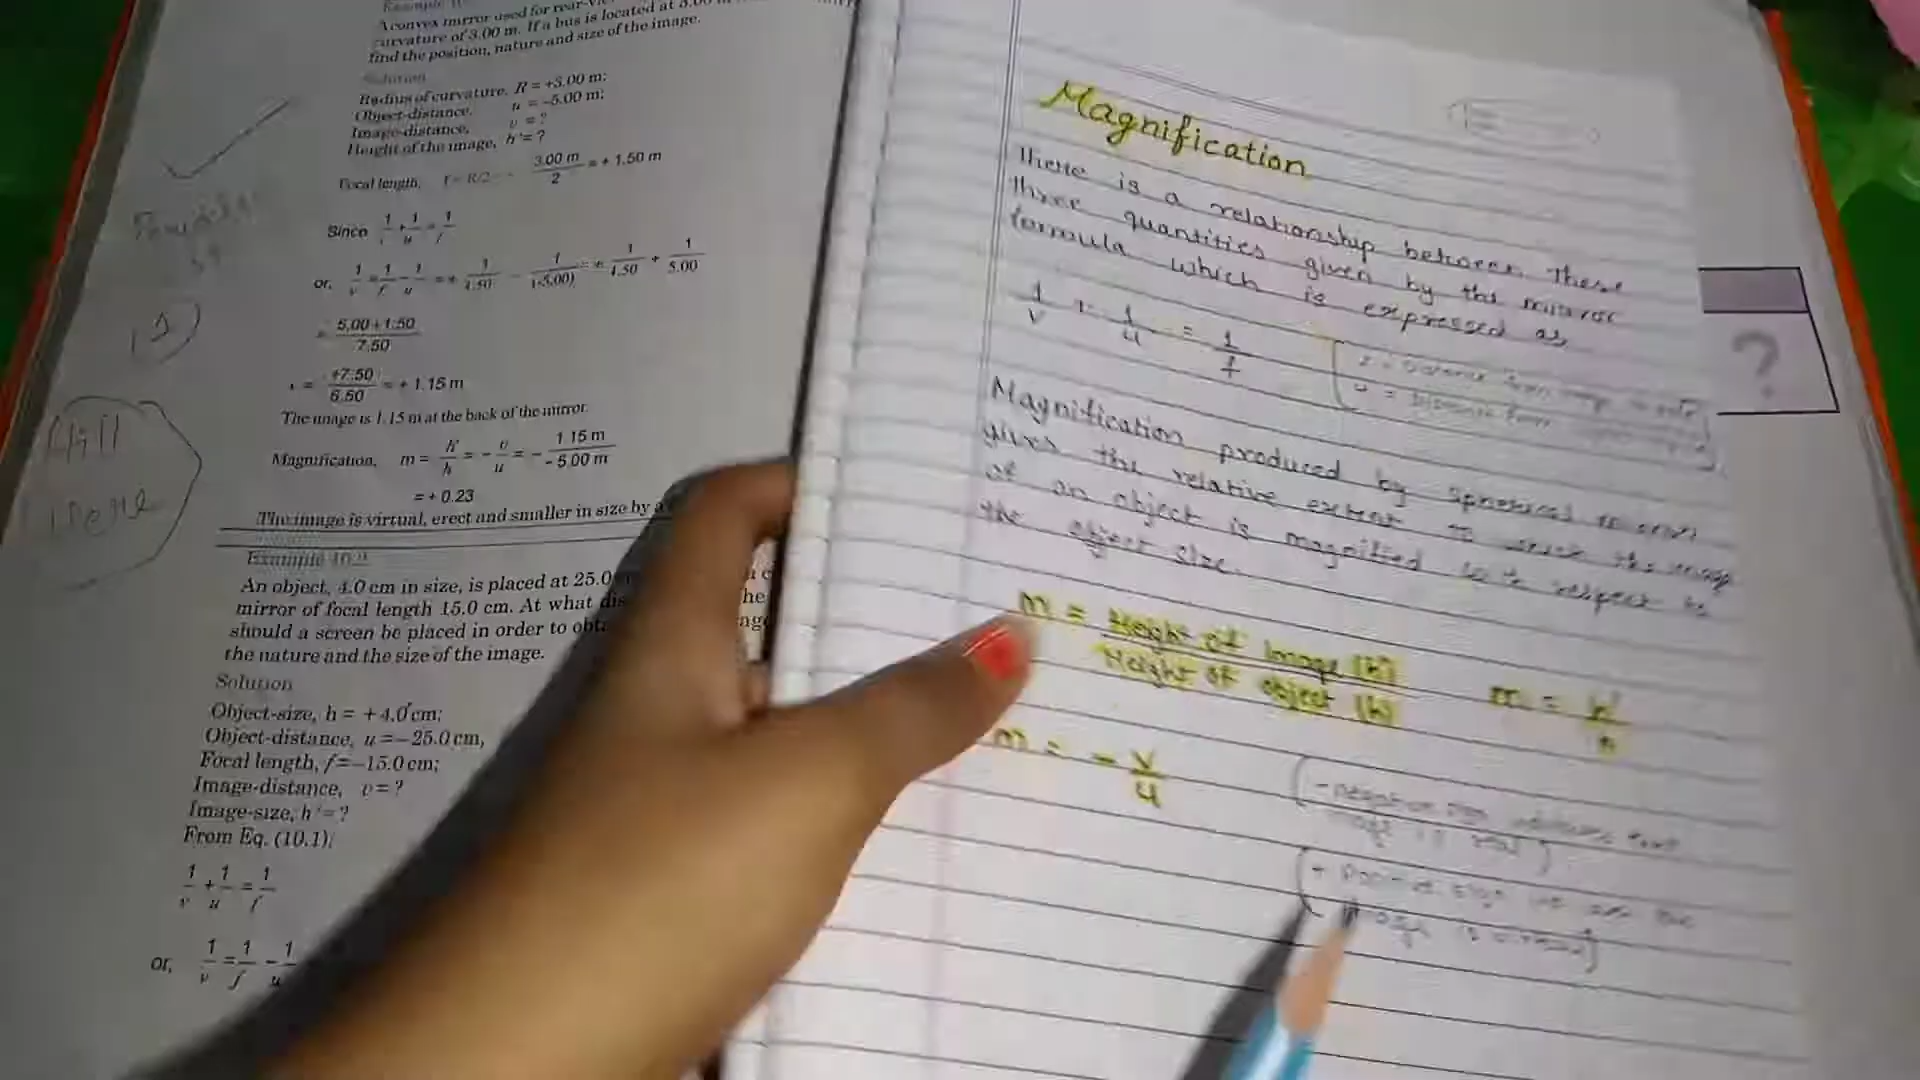 A convex mirror used for rear-
curvature of 3.00 m. If a bus is located at 5.00 m
find the position, nature and size of the image.
Solution
Radius of curvature, R = +3.00 m;
Object-distance, u = –5.00 m;
Image-distance, v = ?
Height of the image, h′ = ?
Focal length, f = R/2 = + 3.00 m / 2 = + 1.50 m
Since 1/v + 1/u = 1/f
or, 1/v = 1/f – 1/u = + 1/1.50 – 1/(–5.00) = + 1/1.50 + 1/5.00
= 5.00 + 1.50 / 7.50
v = +7.50 / 6.50 = + 1.15 m
The image is 1.15 m at the back of the mirror.
Magnification, m = h′/h = – v/u = – 1.15 m / – 5.00 m
= + 0.23
The image is virtual, erect and smaller in size by a
Example 10.2
An object, 4.0 cm in size, is placed at 25.0
mirror of focal length 15.0 cm. At what
should a screen be placed in order to
the nature and the size of the image.
Solution
Object-size, h = + 4.0 cm;
Object-distance, u = – 25.0 cm,
Focal length, f = –15.0 cm;
Image-distance, v = ?
Image-size, h′ = ?
From Eq. (10.1):
1/v + 1/u = 1/f
or, 1/v = 1/f – 1/u
Magnification
There is a relationship between these
three quantities given by the mirror
formula which is expressed as
1/v + 1/u = 1/f
Magnification produced by spherical mirror
gives the relative extent to which the image
of an object is magnified with respect to
the object size.
m = Height of Image (h') / Height of object (h) m = h'/h
m = - v/u
?